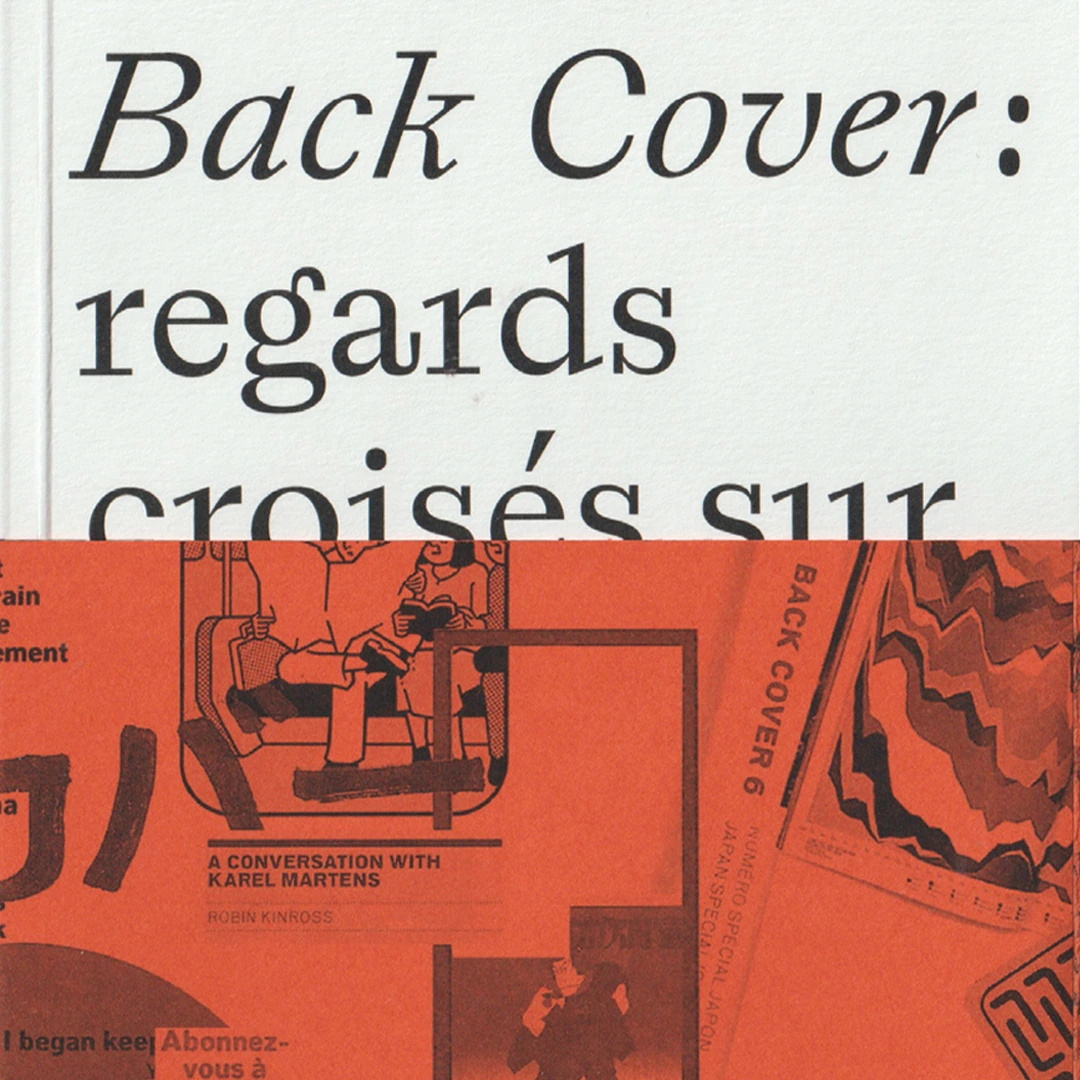 Back Cover:
regards
croisés sur
ement
BACK COVER 6
NUMÉRO SPÉCIAL JAPON
JAPAN SPECIAL
A CONVERSATION WITH
KAREL MARTENS
ROBIN KINROSS
I began keep
Abonnez-
vous à